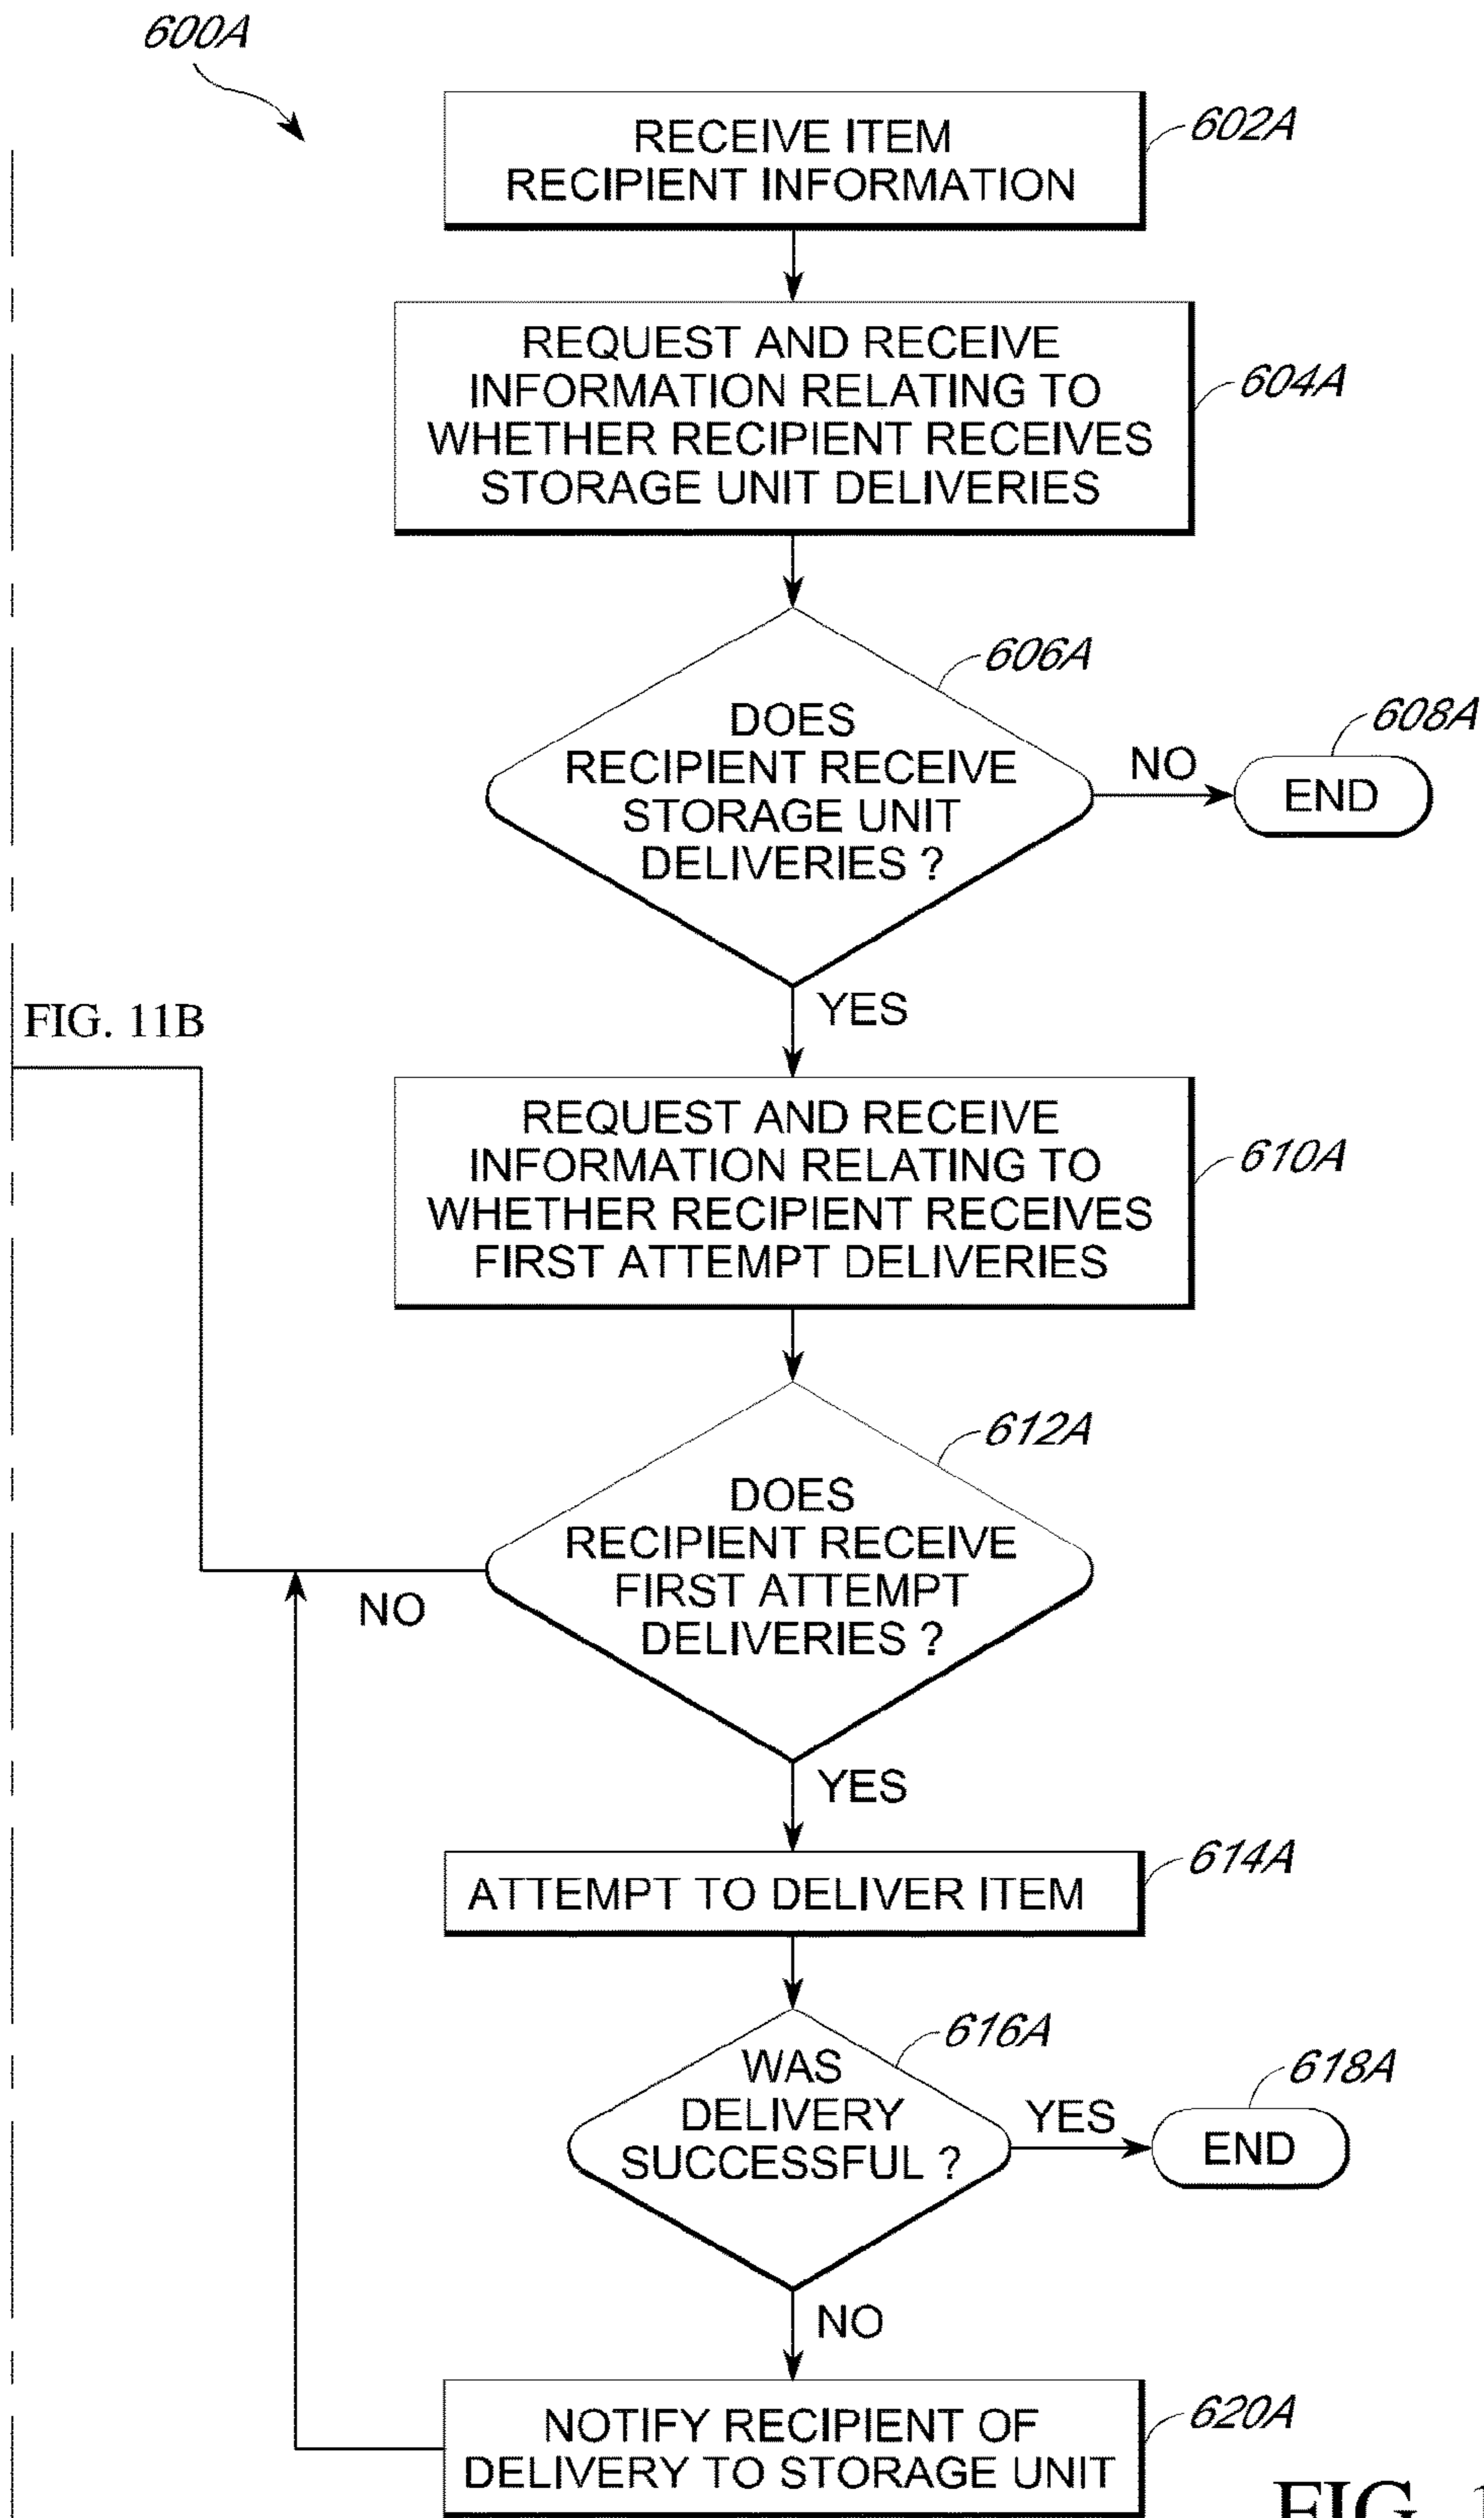 600A
RECEIVE ITEM
RECIPIENT INFORMATION
602A
REQUEST AND RECEIVE
INFORMATION RELATING TO
WHETHER RECIPIENT RECEIVES
STORAGE UNIT DELIVERIES
604A
606A
DOES
RECIPIENT RECEIVE
STORAGE UNIT
DELIVERIES ?
NO
608A
END
YES
FIG. 11B
REQUEST AND RECEIVE
INFORMATION RELATING TO
WHETHER RECIPIENT RECEIVES
FIRST ATTEMPT DELIVERIES
610A
612A
DOES
RECIPIENT RECEIVE
FIRST ATTEMPT
DELIVERIES ?
NO
YES
ATTEMPT TO DELIVER ITEM
614A
616A
WAS
DELIVERY
SUCCESSFUL ?
YES
618A
END
NO
NOTIFY RECIPIENT OF
DELIVERY TO STORAGE UNIT
620A
FIG.